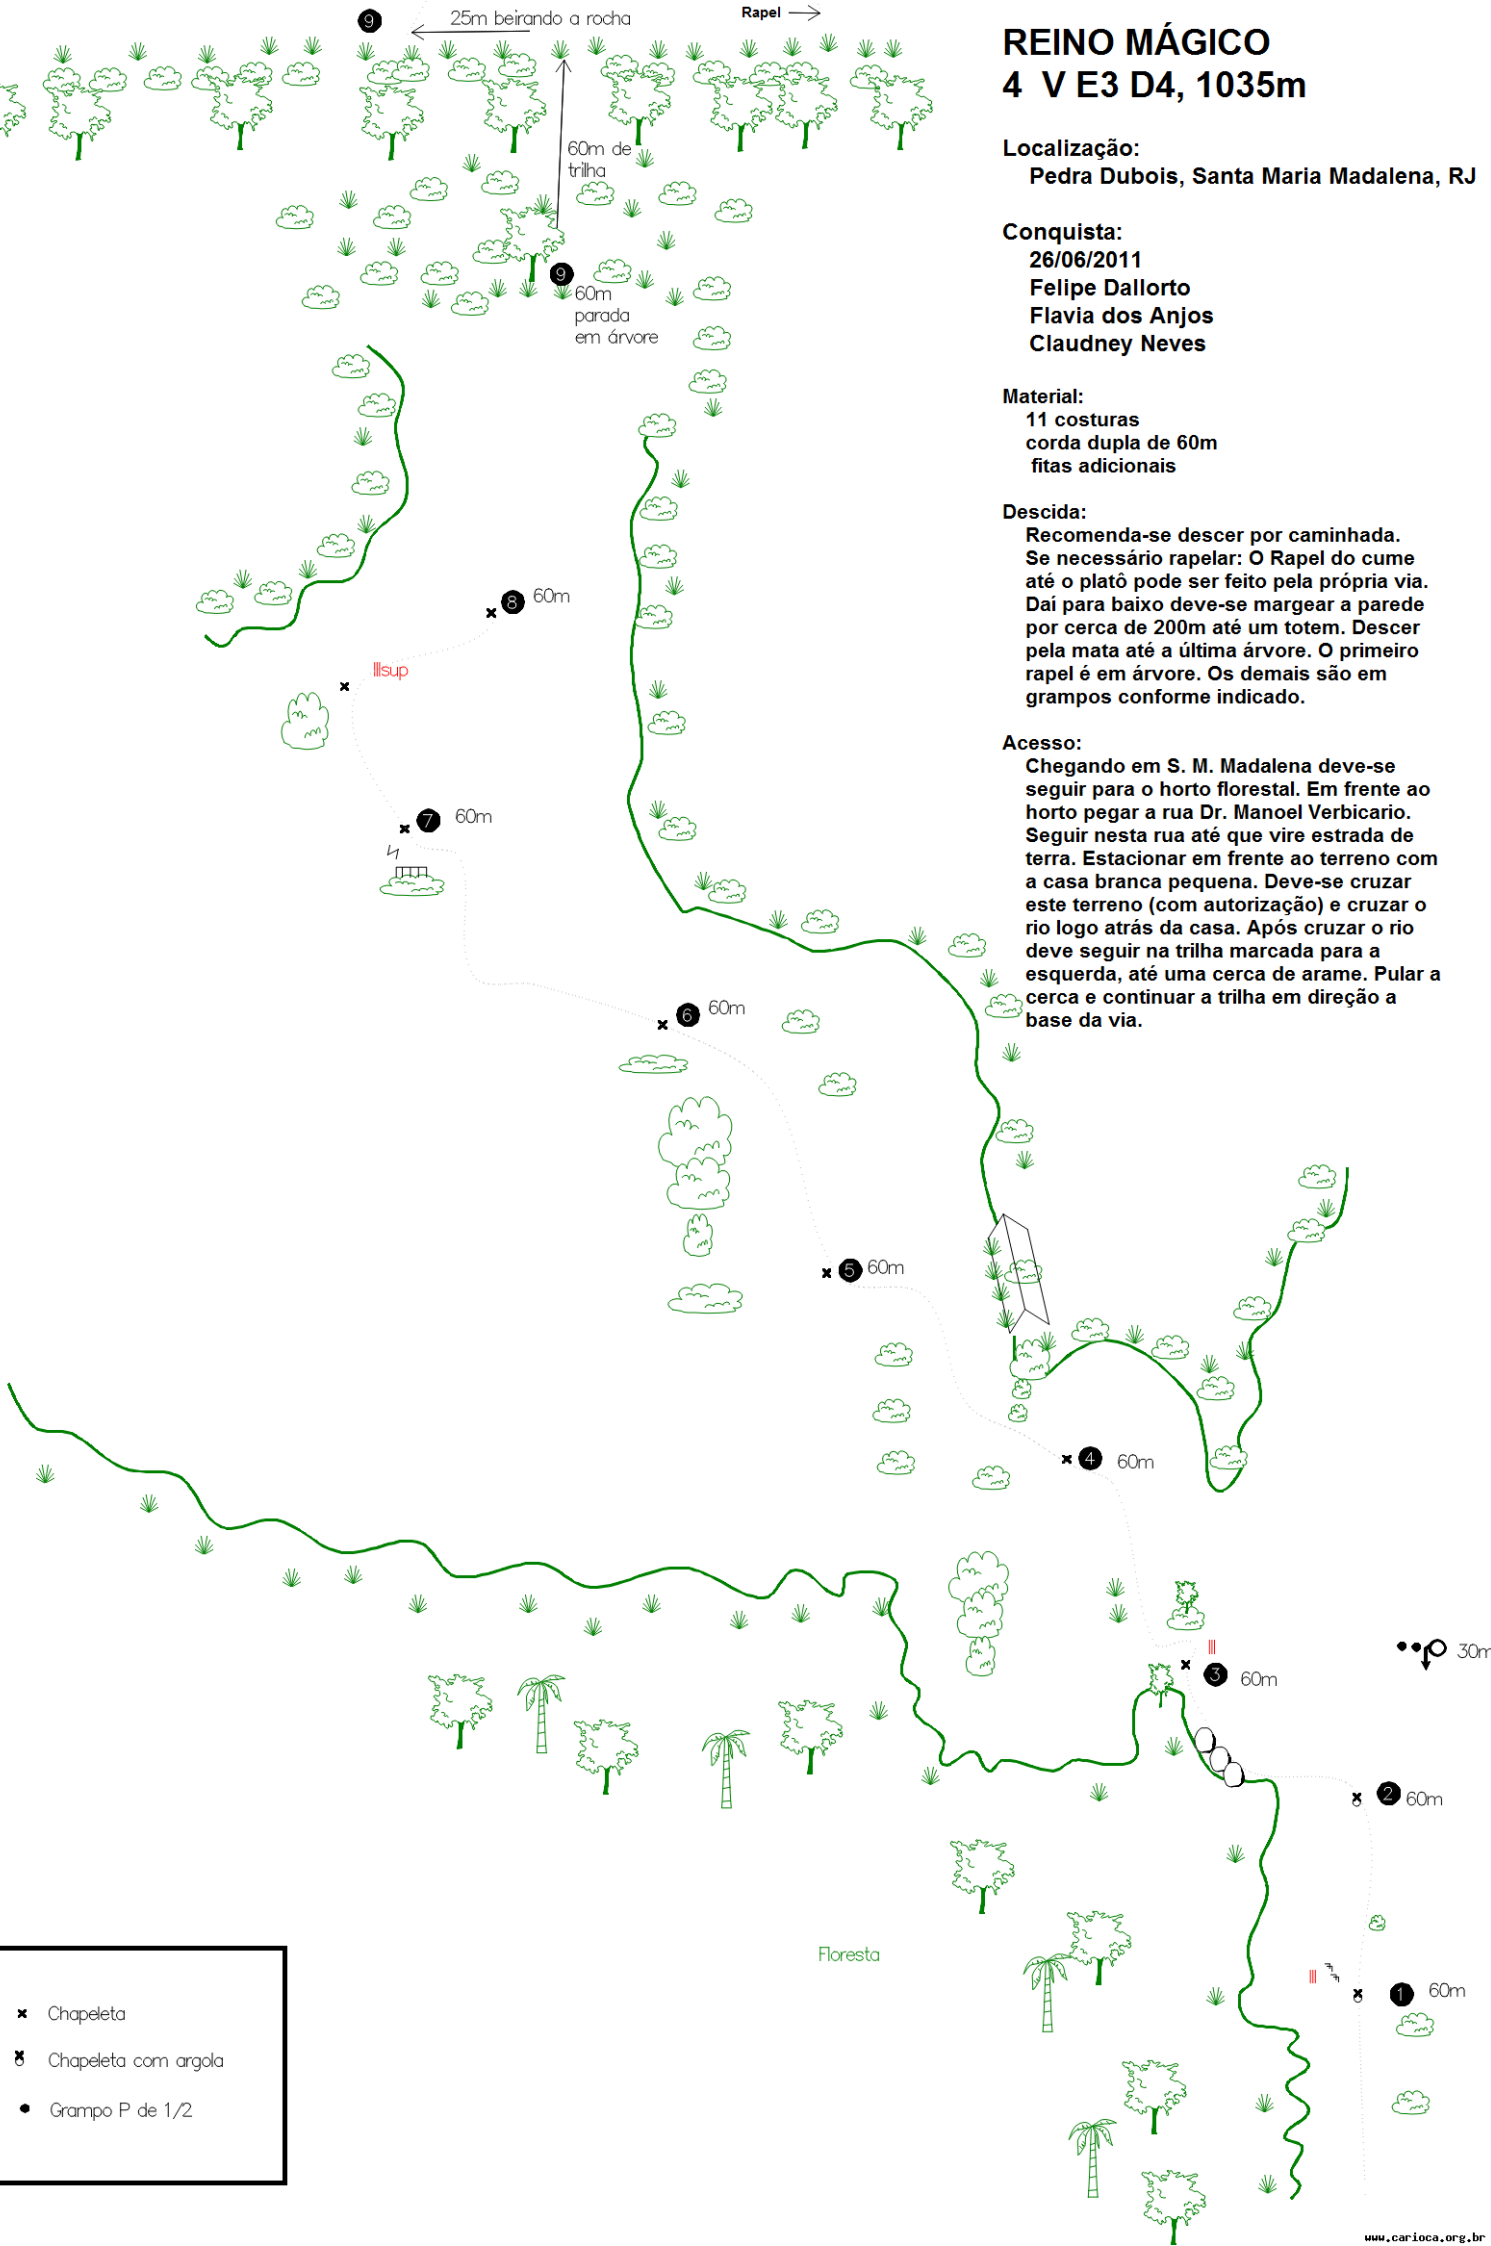 Rapel
9
25m beirando a rocha
60m de
trilha
9
60m
parada
em árvore
REINO MÁGICO
4 V E3 D4, 1035m
Localização:
Pedra Dubois, Santa Maria Madalena, RJ
Conquista:
26/06/2011
Felipe Dallorto
Flavia dos Anjos
Claudney Neves
Material:
11 costuras
corda dupla de 60m
fitas adicionais
Descida:
Recomenda-se descer por caminhada.
Se necessário rapelar: O Rapel do cume
até o platô pode ser feito pela própria via.
Daí para baixo deve-se margear a parede
por cerca de 200m até um totem. Descer
pela mata até a última árvore. O primeiro
rapel é em árvore. Os demais são em
grampos conforme indicado.
Acesso:
Chegando em S. M. Madalena deve-se
seguir para o horto florestal. Em frente ao
horto pegar a rua Dr. Manoel Verbicario.
Seguir nesta rua até que vire estrada de
terra. Estacionar em frente ao terreno com
a casa branca pequena. Deve-se cruzar
este terreno (com autorização) e cruzar o
rio logo atrás da casa. Após cruzar o rio
deve seguir na trilha marcada para a
esquerda, até uma cerca de arame. Pular a
cerca e continuar a trilha em direção a
base da via.
8 60m
IIIsup
7 60m
6 60m
5 60m
4 60m
III
30m
3 60m
2 60m
Floresta
III
1 60m
Chapeleta
Chapeleta com argola
Grampo P de 1/2
www.carioca.org.br